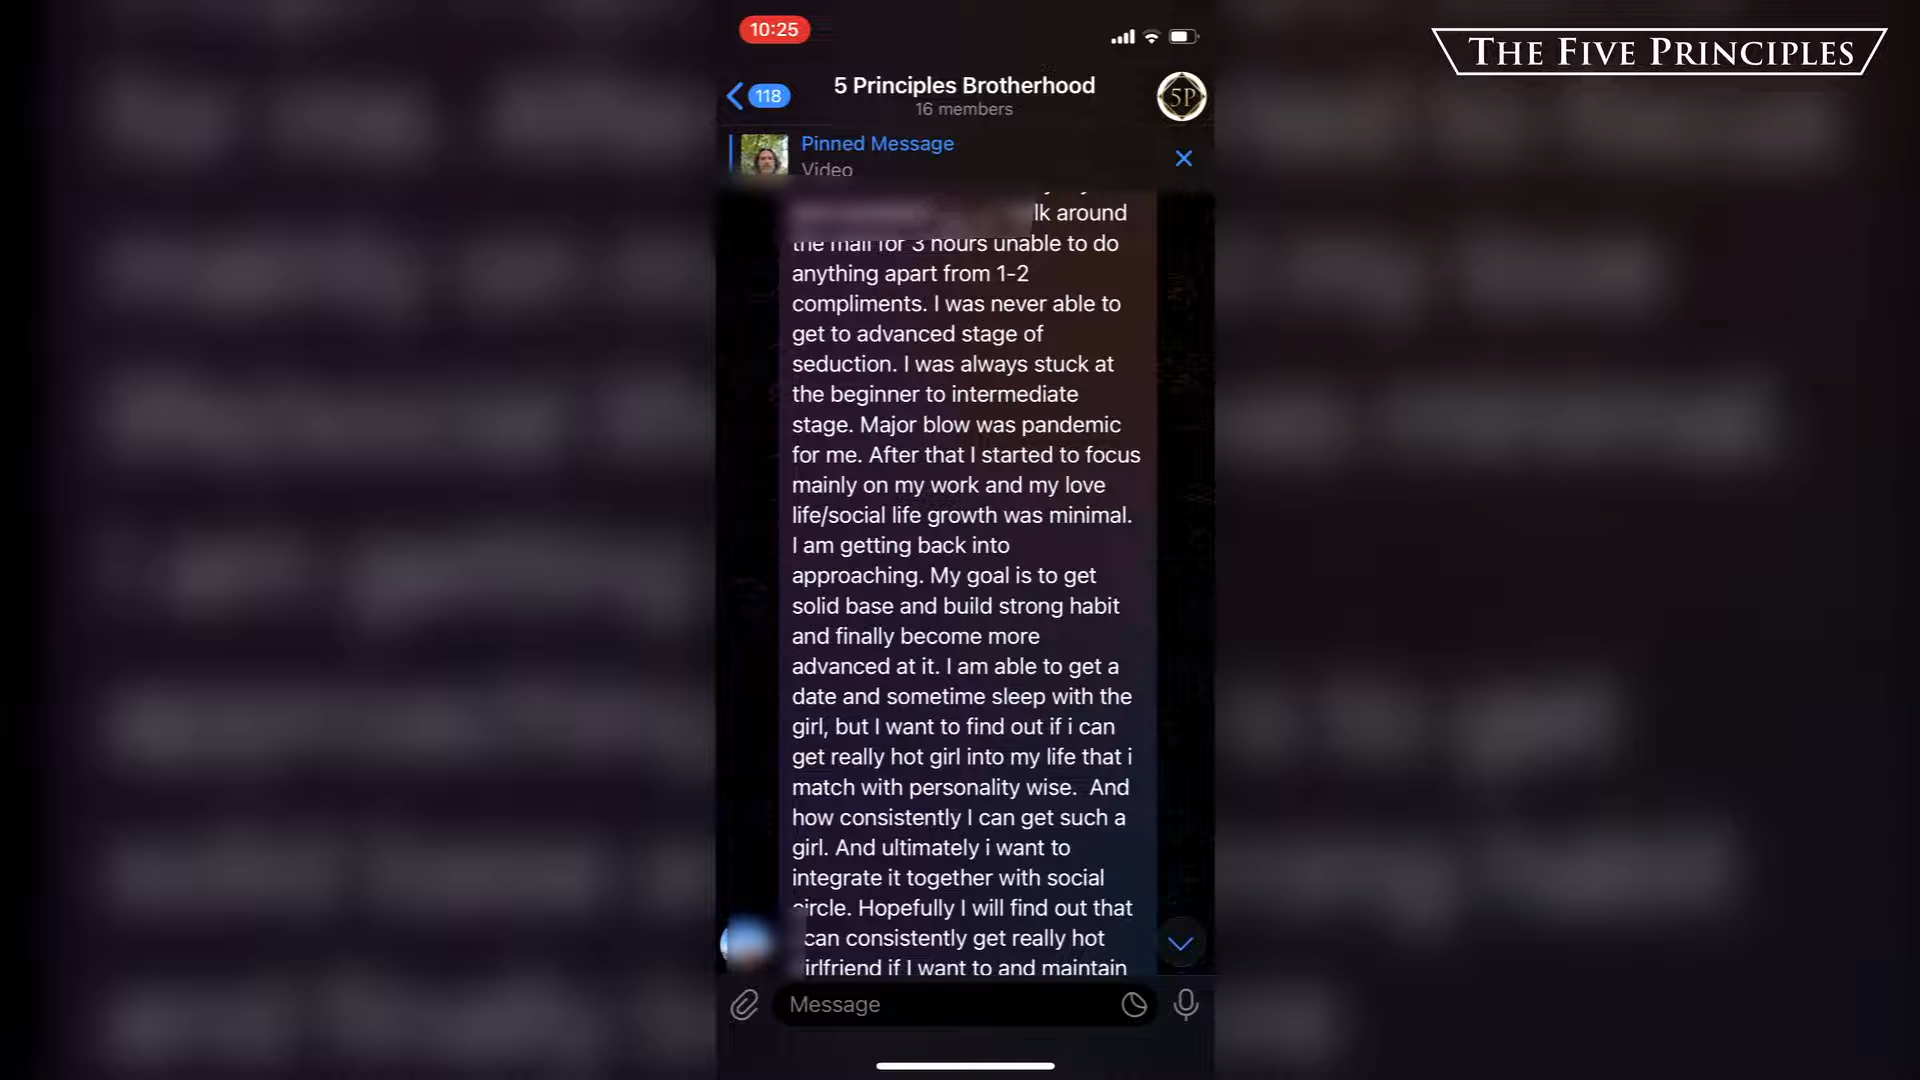 10:25
THE FIVE PRINCIPLES
118
5 Principles Brotherhood
16 members
5P
Pinned Message
Video
lk around
the mall for 3 hours unable to do
anything apart from 1-2
compliments. I was never able to
get to advanced stage of
seduction. I was always stuck at
the beginner to intermediate
stage. Major blow was pandemic
for me. After that I started to focus
mainly on my work and my love
life/social life growth was minimal.
I am getting back into
approaching. My goal is to get
solid base and build strong habit
and finally become more
advanced at it. I am able to get a
date and sometime sleep with the
girl, but I want to find out if i can
get really hot girl into my life that i
match with personality wise.  And
how consistently I can get such a
girl. And ultimately i want to
integrate it together with social
circle. Hopefully I will find out that
can consistently get really hot
irlfriend if I want to and maintain
Message